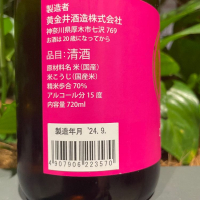 製造者
黄金井酒造株式会社
神奈川県厚木市七沢 769
お酒は20歳になってから
品目：清酒
原材料名 米（国産）
米こうじ（国産米）
精米歩合 70％
アルコール分 15 度
内容量 720ml
製造年月 '24.9.
4907906223570